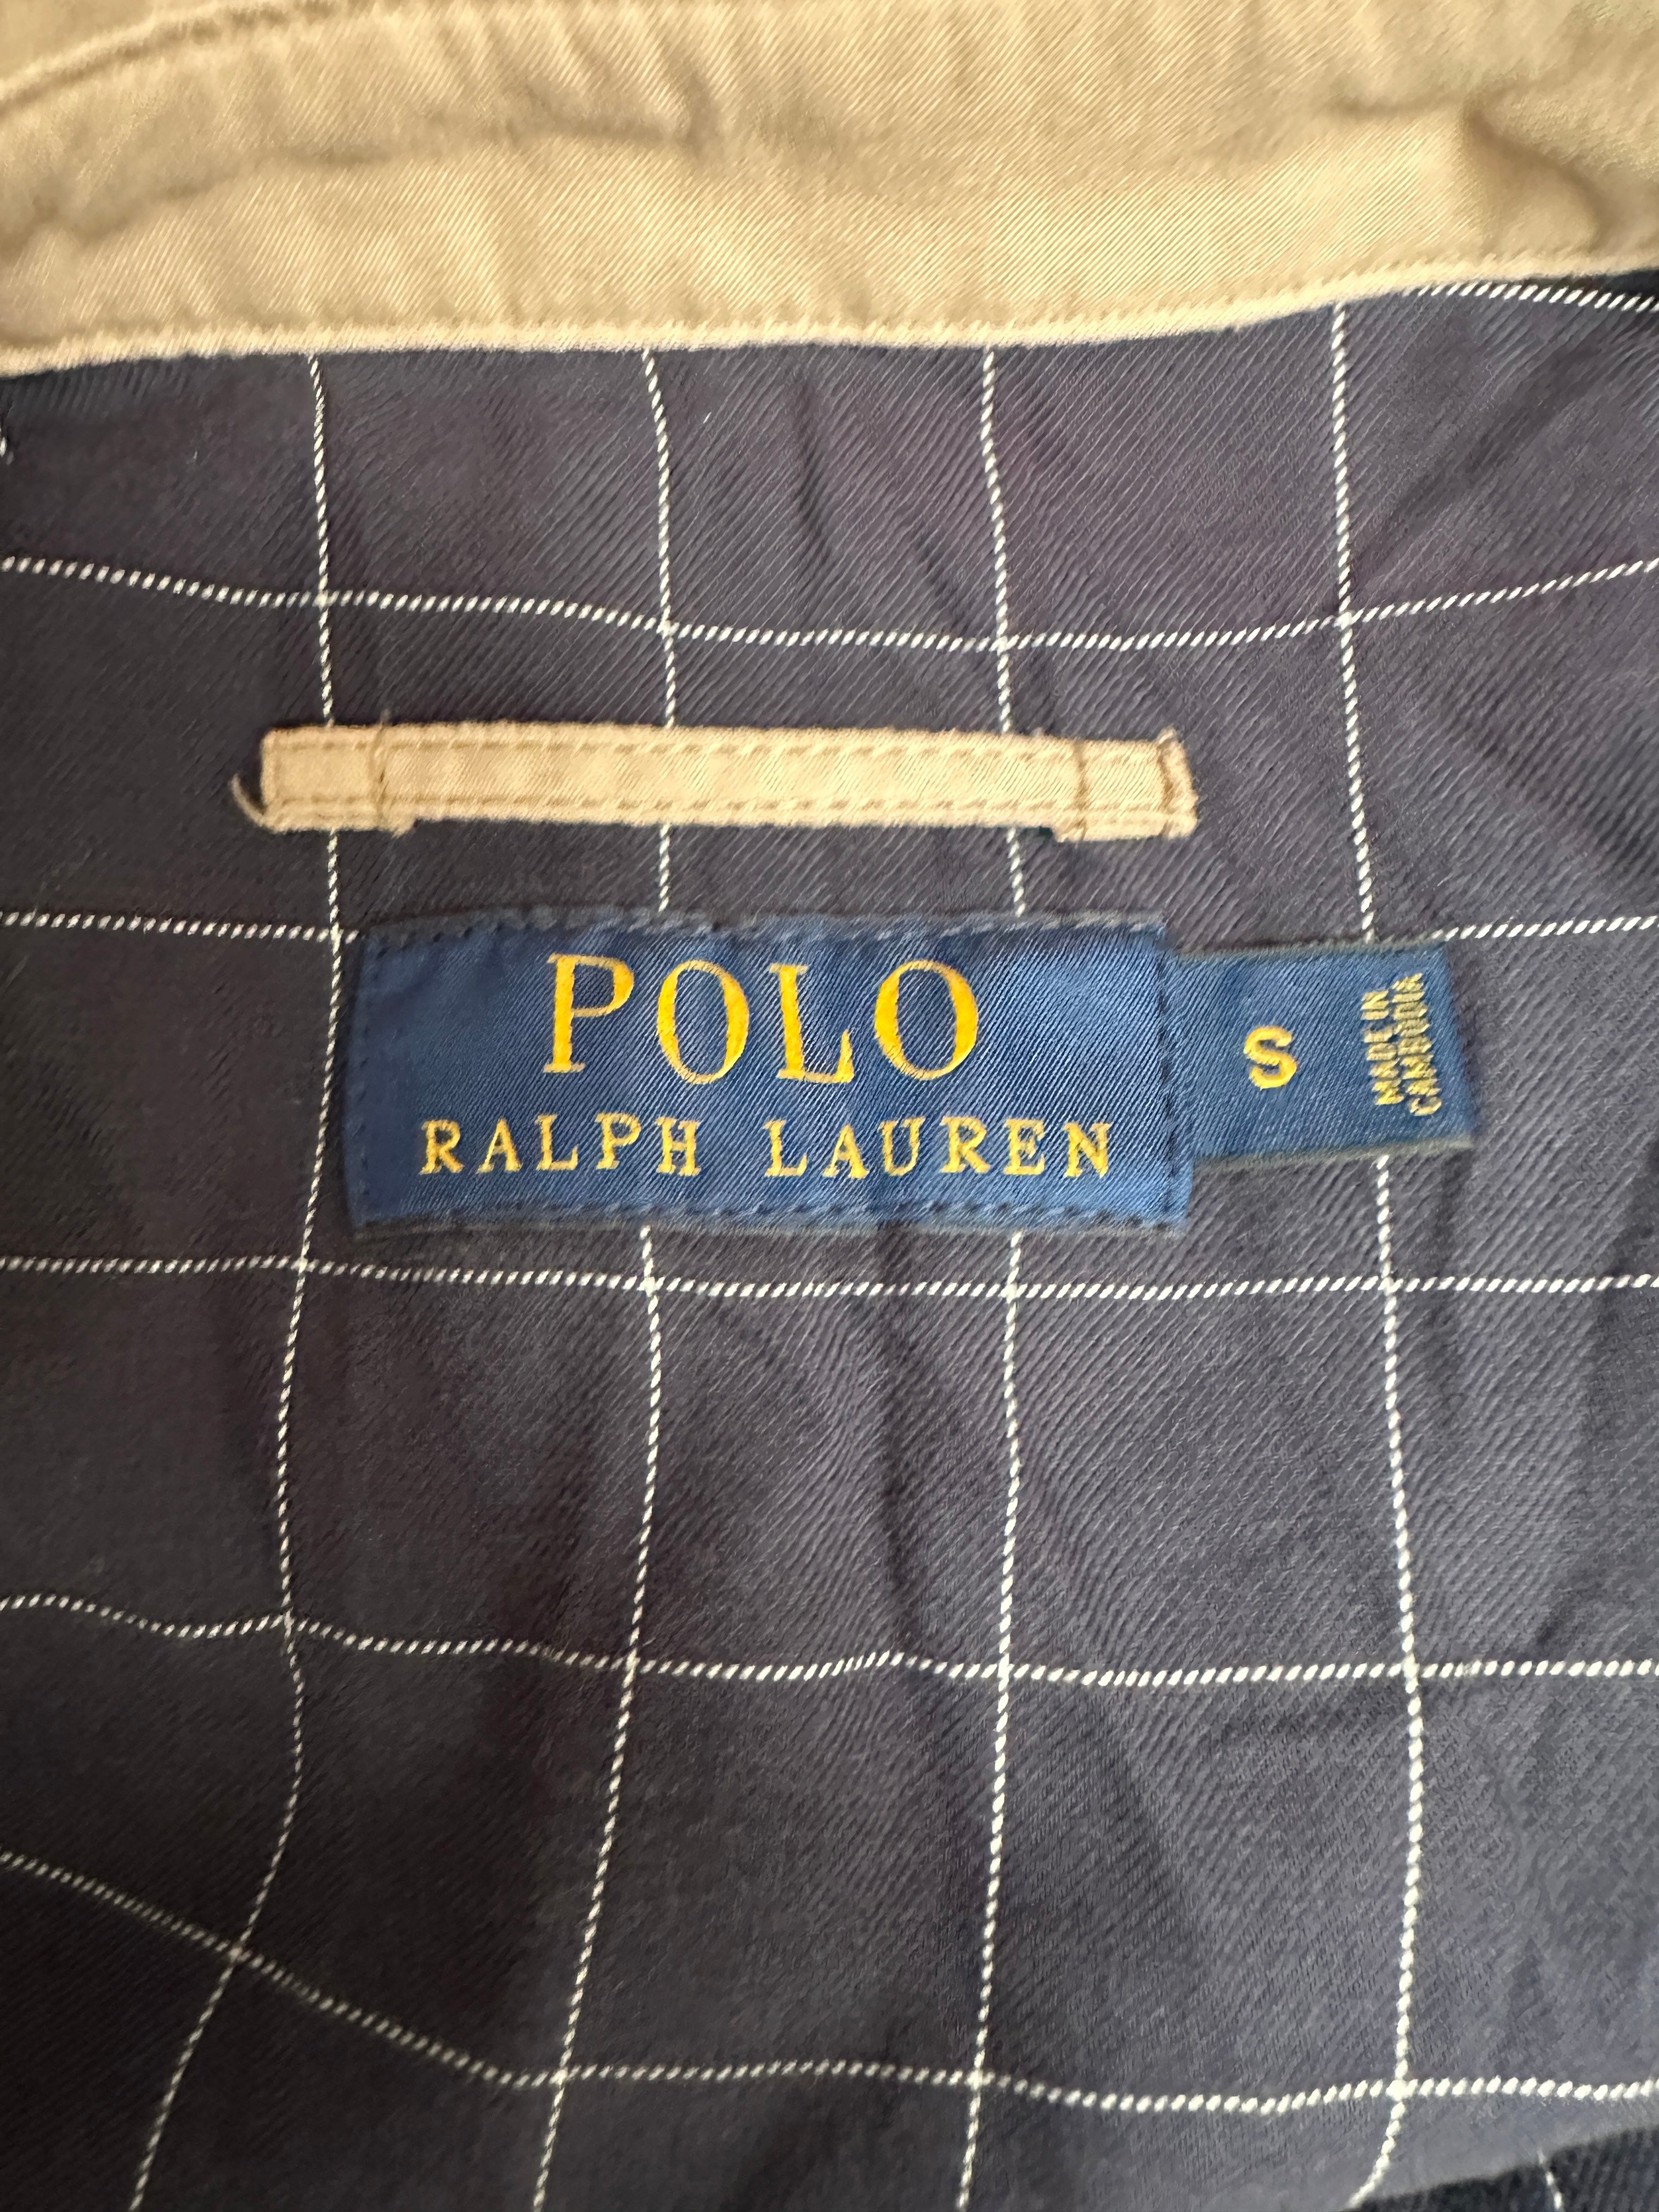 POLO
RALPH LAUREN
S
MADE IN
CAMBODIA